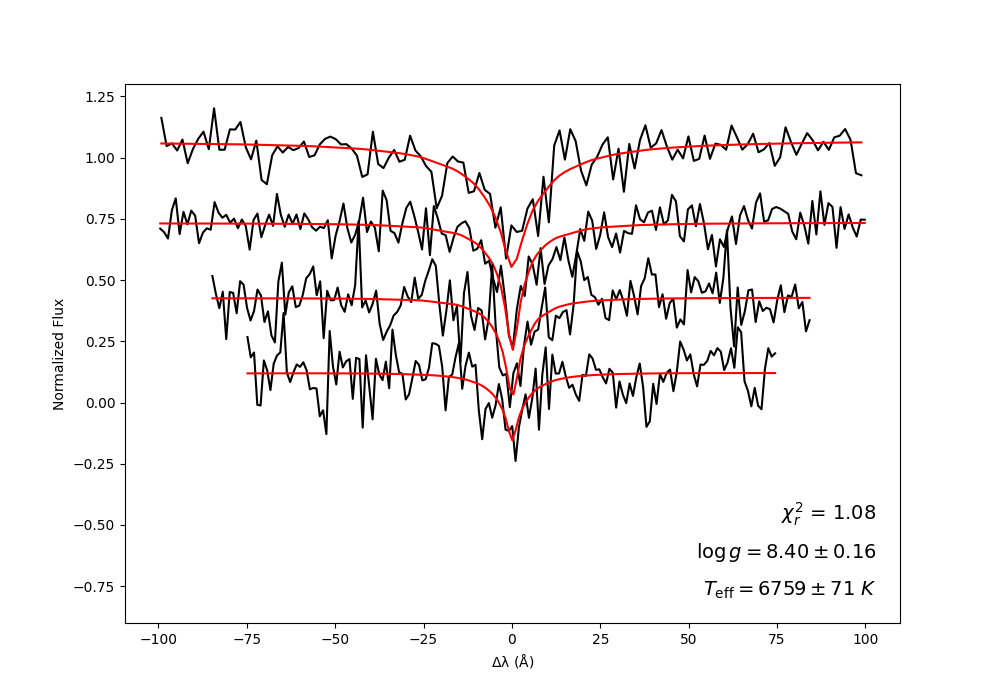 1.25
1.00
0.75
0.50
0.25
0.00
−0.25
−0.50
−0.75
Normalized Flux
χ²ᵣ = 1.08
log g = 8.40 ± 0.16
T_eff = 6759 ± 71 K
−100 −75 −50 −25 0 25 50 75 100
Δλ (Å)